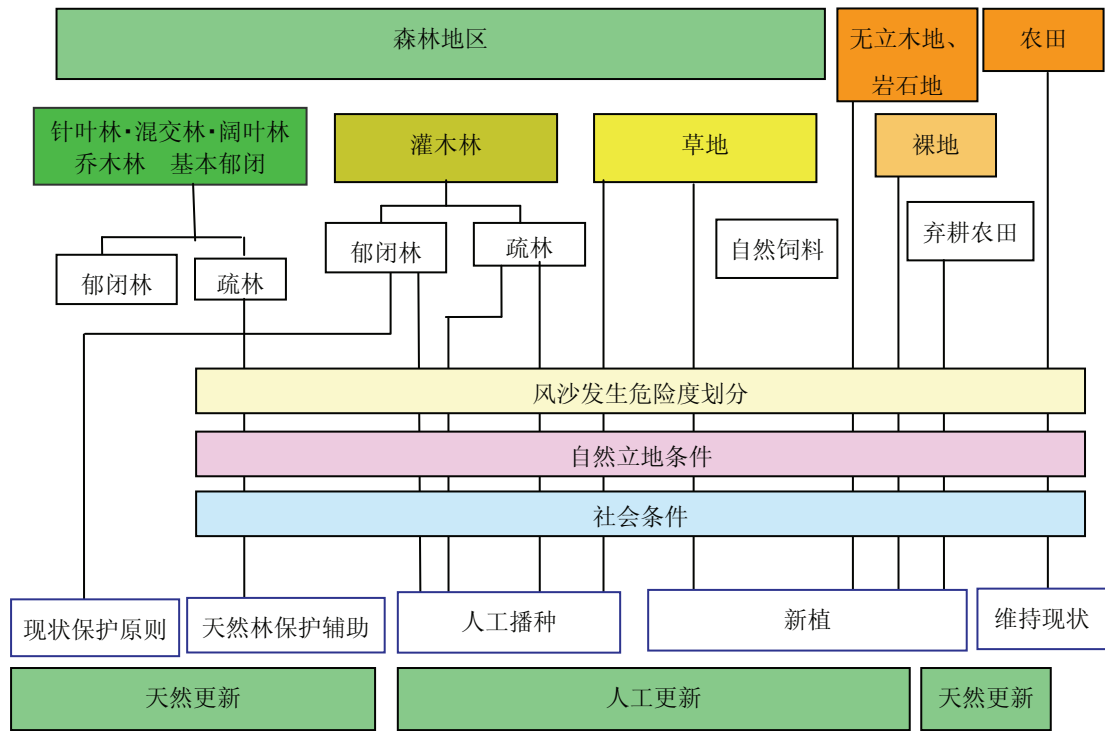 森林地区
无立木地、
岩石地
农田
针叶林·混交林·阔叶林
乔木林 基本郁闭
灌木林
草地
裸地
郁闭林
疏林
郁闭林
疏林
自然饲料
弃耕农田
风沙发生危险度划分
自然立地条件
社会条件
现状保护原则
天然林保护辅助
人工播种
新植
维持现状
天然更新
人工更新
天然更新